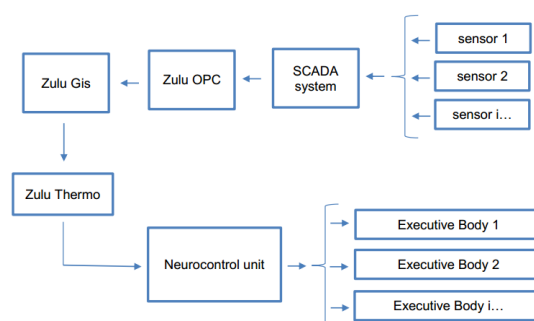 sensor 1
SCADA
system
Zulu OPC
Zulu Gis
sensor 2
sensor i...
Zulu Thermo
Executive Body 1
Neurocontrol unit
Executive Body 2
Executive Body i...